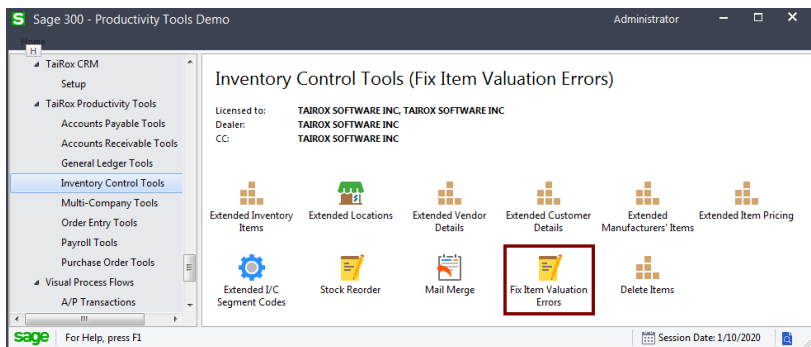 S Sage 300 - Productivity Tools Demo
Administrator
Home
H
TaiRox CRM
Setup
TaiRox Productivity Tools
Accounts Payable Tools
Accounts Receivable Tools
General Ledger Tools
Inventory Control Tools
Multi-Company Tools
Order Entry Tools
Payroll Tools
Purchase Order Tools
Visual Process Flows
A/P Transactions
Inventory Control Tools (Fix Item Valuation Errors)
Licensed to: TAIROX SOFTWARE INC, TAIROX SOFTWARE INC
Dealer: TAIROX SOFTWARE INC
CC: TAIROX SOFTWARE INC
Extended Inventory
Items
Extended Locations
Extended Vendor
Details
Extended Customer
Details
Extended
Manufacturers' Items
Extended Item Pricing
Extended I/C
Segment Codes
Stock Reorder
Mail Merge
Fix Item Valuation
Errors
Delete Items
sage For Help, press F1
Session Date: 1/10/2020